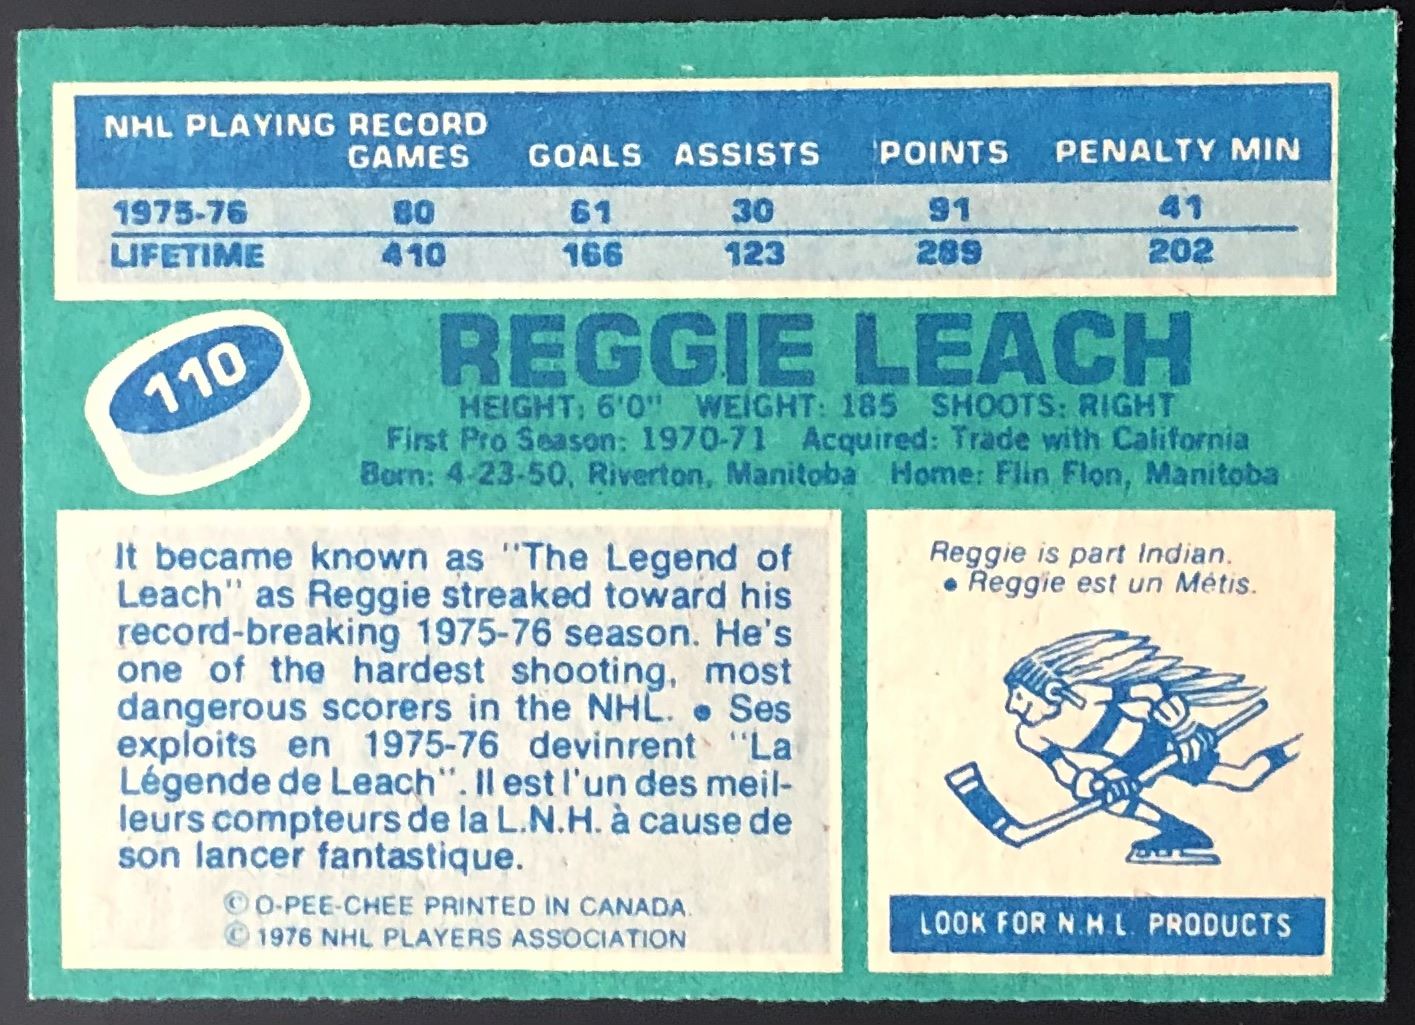 NHL PLAYING RECORD
GAMES GOALS ASSISTS POINTS PENALTY MIN
1975-76 80 61 30 91 41
LIFETIME 410 166 123 289 202
110
REGGIE LEACH
HEIGHT: 6'0" WEIGHT: 185 SHOOTS: RIGHT
First Pro Season: 1970-71 Acquired: Trade with California
Born: 4-23-50, Riverton, Manitoba Home: Flin Flon, Manitoba
It became known as "The Legend of
Leach" as Reggie streaked toward his
record-breaking 1975-76 season. He's
one of the hardest shooting, most
dangerous scorers in the NHL. • Ses
exploits en 1975-76 devinrent "La
Légende de Leach". Il est l'un des meil-
leurs compteurs de la L.N.H. à cause de
son lancer fantastique.
© O-PEE-CHEE PRINTED IN CANADA.
© 1976 NHL PLAYERS ASSOCIATION
Reggie is part Indian.
• Reggie est un Métis.
LOOK FOR N.H.L. PRODUCTS